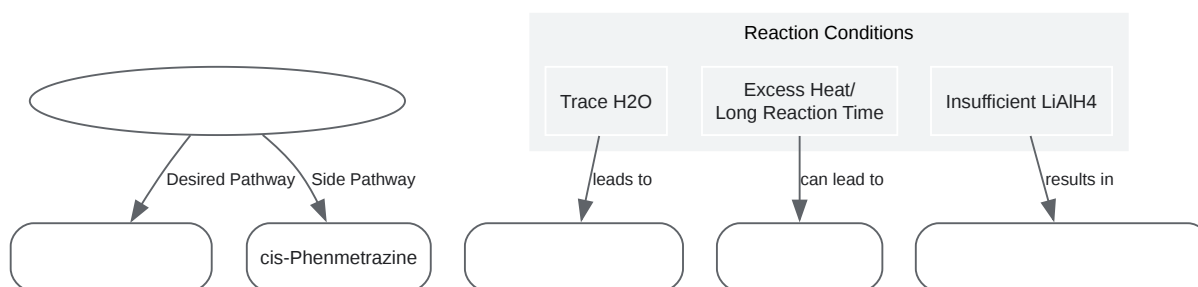 Reaction Conditions
Trace H2O
Excess Heat/
Long Reaction Time
Insufficient LiAlH4
Desired Pathway
Side Pathway
leads to
can lead to
results in
cis-Phenmetrazine